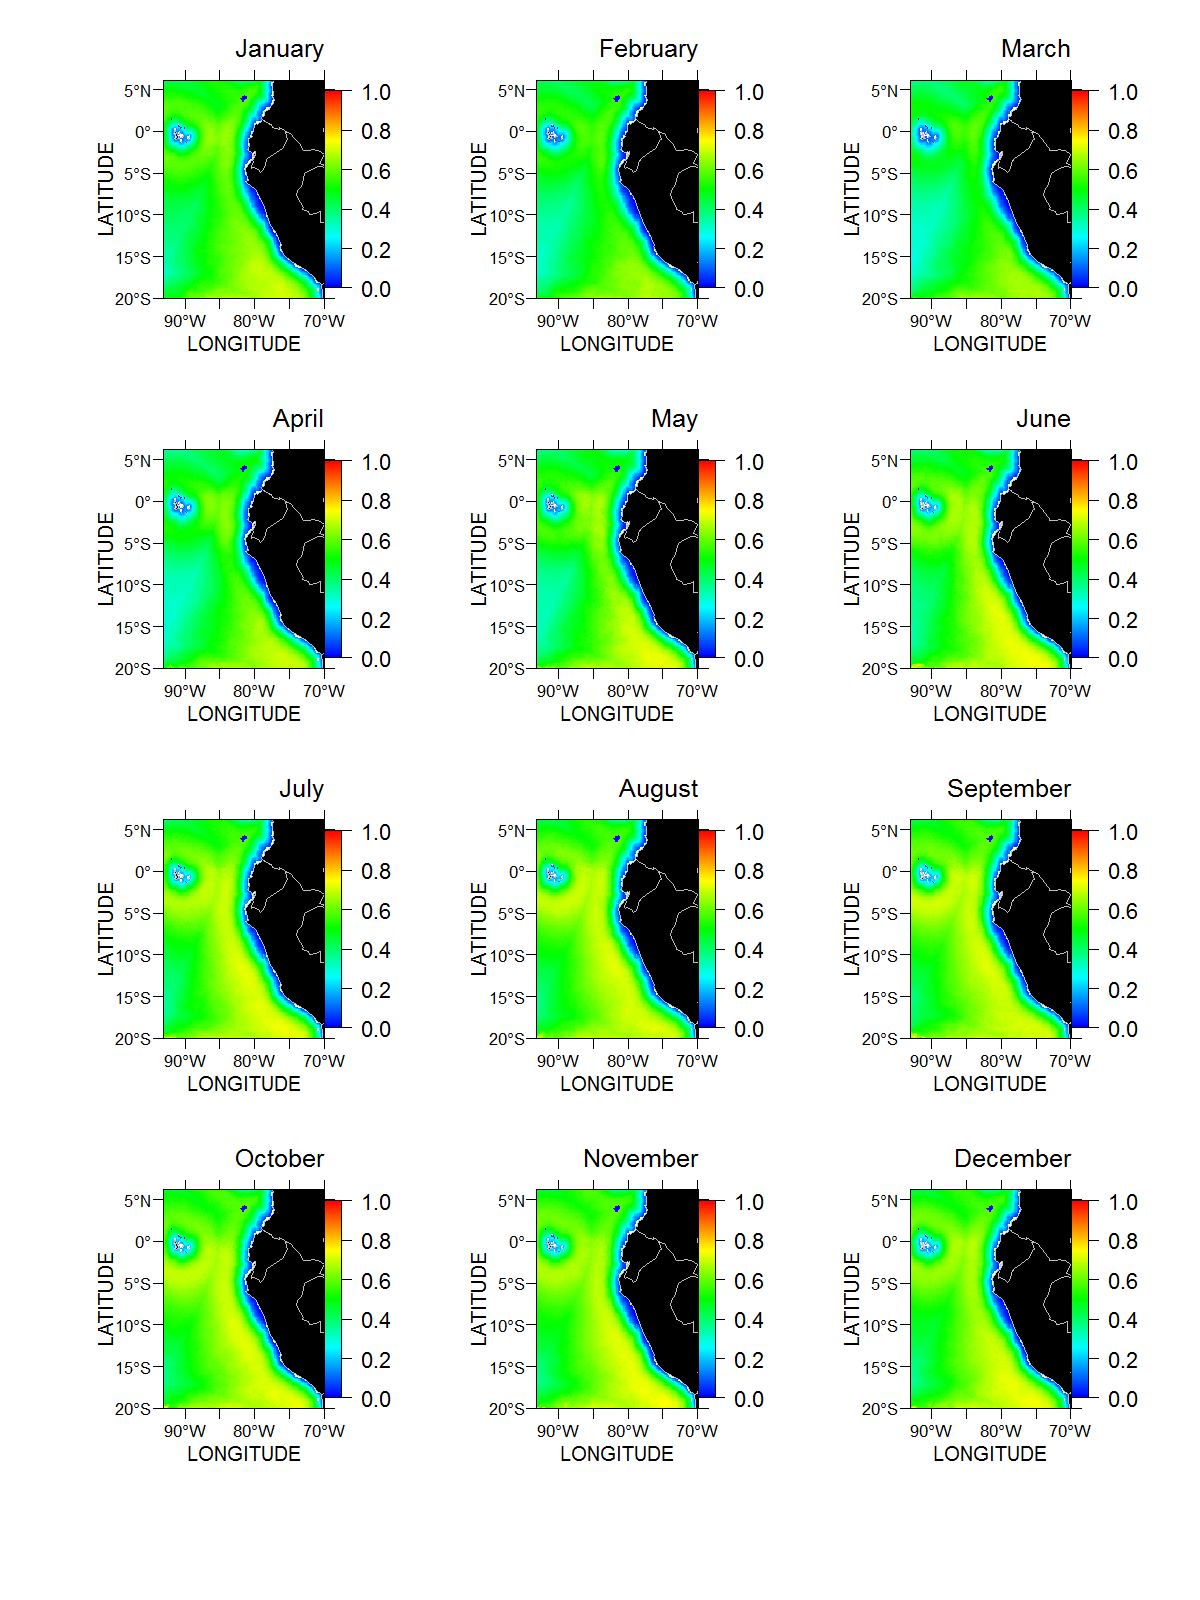 January February March
5°N 0° 5°S 10°S 15°S 20°S
LATITUDE
1.0 0.8 0.6 0.4 0.2 0.0
90°W 80°W 70°W
LONGITUDE
5°N 0° 5°S 10°S 15°S 20°S
LATITUDE
1.0 0.8 0.6 0.4 0.2 0.0
90°W 80°W 70°W
LONGITUDE
5°N 0° 5°S 10°S 15°S 20°S
LATITUDE
1.0 0.8 0.6 0.4 0.2 0.0
90°W 80°W 70°W
LONGITUDE
April May June
5°N 0° 5°S 10°S 15°S 20°S
LATITUDE
1.0 0.8 0.6 0.4 0.2 0.0
90°W 80°W 70°W
LONGITUDE
5°N 0° 5°S 10°S 15°S 20°S
LATITUDE
1.0 0.8 0.6 0.4 0.2 0.0
90°W 80°W 70°W
LONGITUDE
5°N 0° 5°S 10°S 15°S 20°S
LATITUDE
1.0 0.8 0.6 0.4 0.2 0.0
90°W 80°W 70°W
LONGITUDE
July August September
5°N 0° 5°S 10°S 15°S 20°S
LATITUDE
1.0 0.8 0.6 0.4 0.2 0.0
90°W 80°W 70°W
LONGITUDE
5°N 0° 5°S 10°S 15°S 20°S
LATITUDE
1.0 0.8 0.6 0.4 0.2 0.0
90°W 80°W 70°W
LONGITUDE
5°N 0° 5°S 10°S 15°S 20°S
LATITUDE
1.0 0.8 0.6 0.4 0.2 0.0
90°W 80°W 70°W
LONGITUDE
October November December
5°N 0° 5°S 10°S 15°S 20°S
LATITUDE
1.0 0.8 0.6 0.4 0.2 0.0
90°W 80°W 70°W
LONGITUDE
5°N 0° 5°S 10°S 15°S 20°S
LATITUDE
1.0 0.8 0.6 0.4 0.2 0.0
90°W 80°W 70°W
LONGITUDE
5°N 0° 5°S 10°S 15°S 20°S
LATITUDE
1.0 0.8 0.6 0.4 0.2 0.0
90°W 80°W 70°W
LONGITUDE